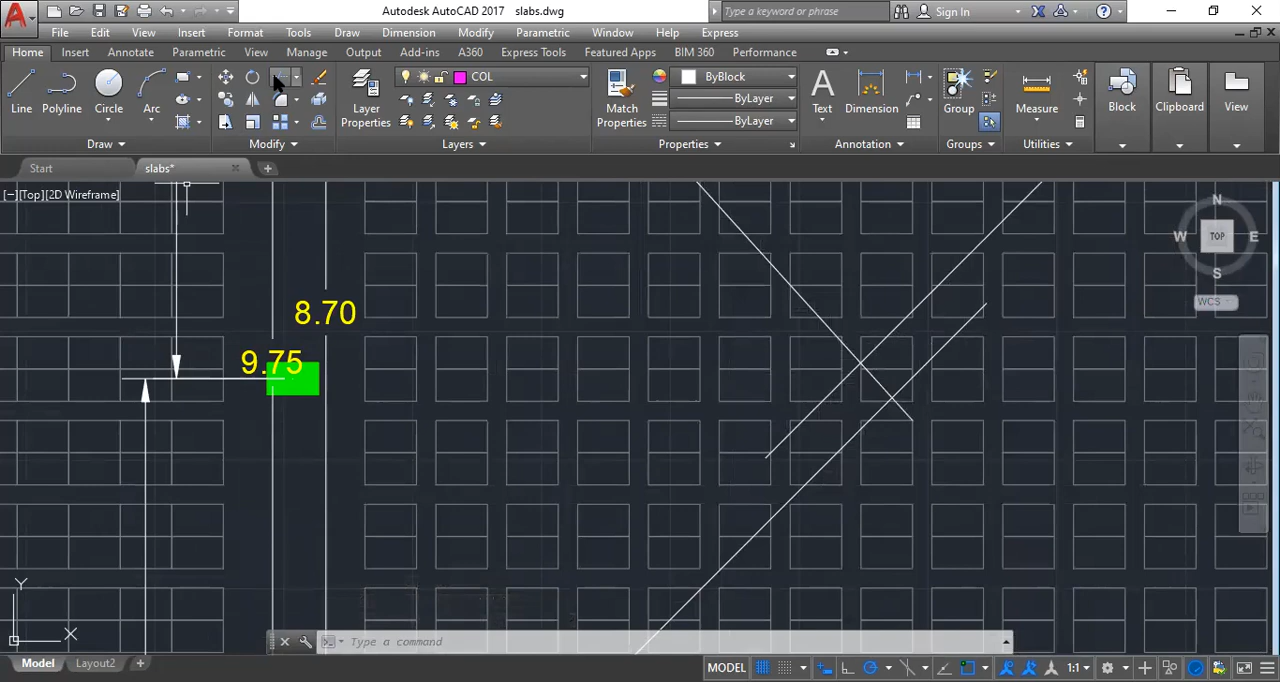 Autodesk AutoCAD 2017 slabs.dwg
Type a keyword or phrase
Sign In
File Edit View Insert Format Tools Draw Dimension Modify Parametric Window Help Express
Home Insert Annotate Parametric View Manage Output Add-ins A360 Express Tools Featured Apps BIM 360 Performance
Line Polyline Circle Arc
Draw
Modify
COL
Layer Properties
Layers
Match Properties
ByBlock
ByLayer
ByLayer
Properties
Text Dimension
Annotation
Group
Groups
Measure
Utilities
Block
Clipboard
View
Start slabs*
[−][Top][2D Wireframe]
N
W TOP E
S
WCS
8.70
9.75
Y
X
Type a command
Model Layout2
MODEL
1:1